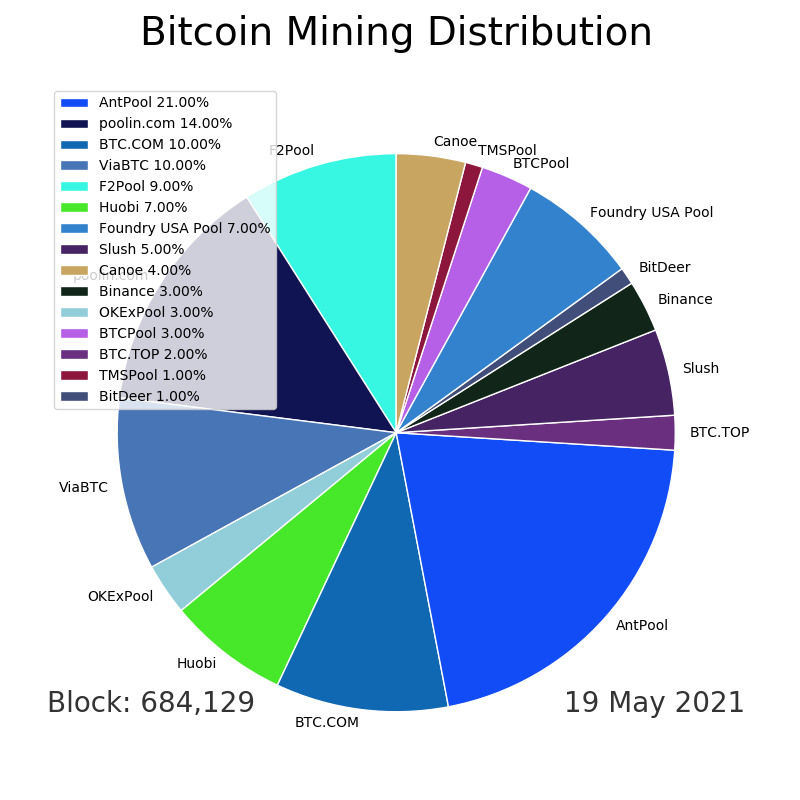 Bitcoin Mining Distribution
AntPool 21.00%
poolin.com 14.00%
BTC.COM 10.00%
ViaBTC 10.00%
F2Pool 9.00%
Huobi 7.00%
Foundry USA Pool 7.00%
Slush 5.00%
Canoe 4.00%
Binance 3.00%
OKExPool 3.00%
BTCPool 3.00%
BTC.TOP 2.00%
TMSPool 1.00%
BitDeer 1.00%
F2Pool
Canoe
TMSPool
BTCPool
Foundry USA Pool
BitDeer
poolin.com
Binance
Slush
BTC.TOP
ViaBTC
OKExPool
AntPool
Huobi
BTC.COM
Block: 684,129
19 May 2021